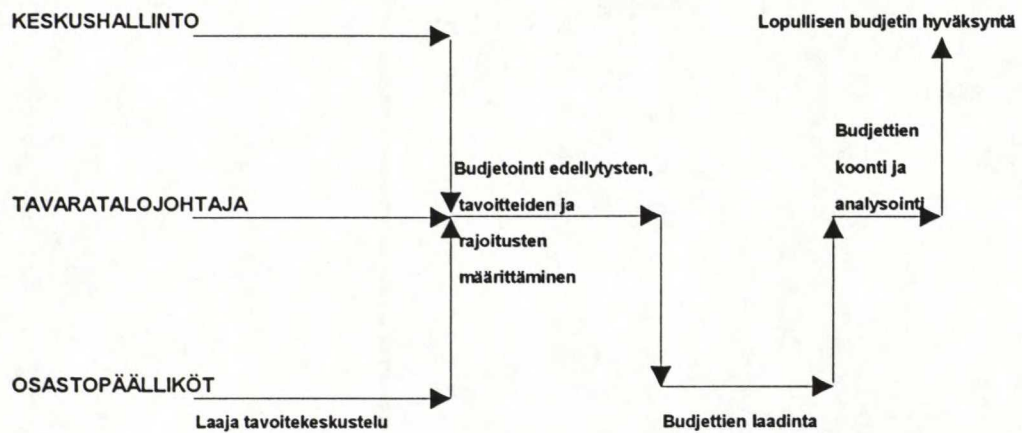 KESKUSHALLINTO
Lopullisen budjetin hyväksyntä
Budjettien
koonti ja
analysointi
Budjetointi edellytysten,
tavoitteiden ja
rajoitusten
määrittäminen
TAVARATALOJOHTAJA
OSASTOPÄÄLLIKÖT
Laaja tavoitekeskustelu
Budjettien laadinta